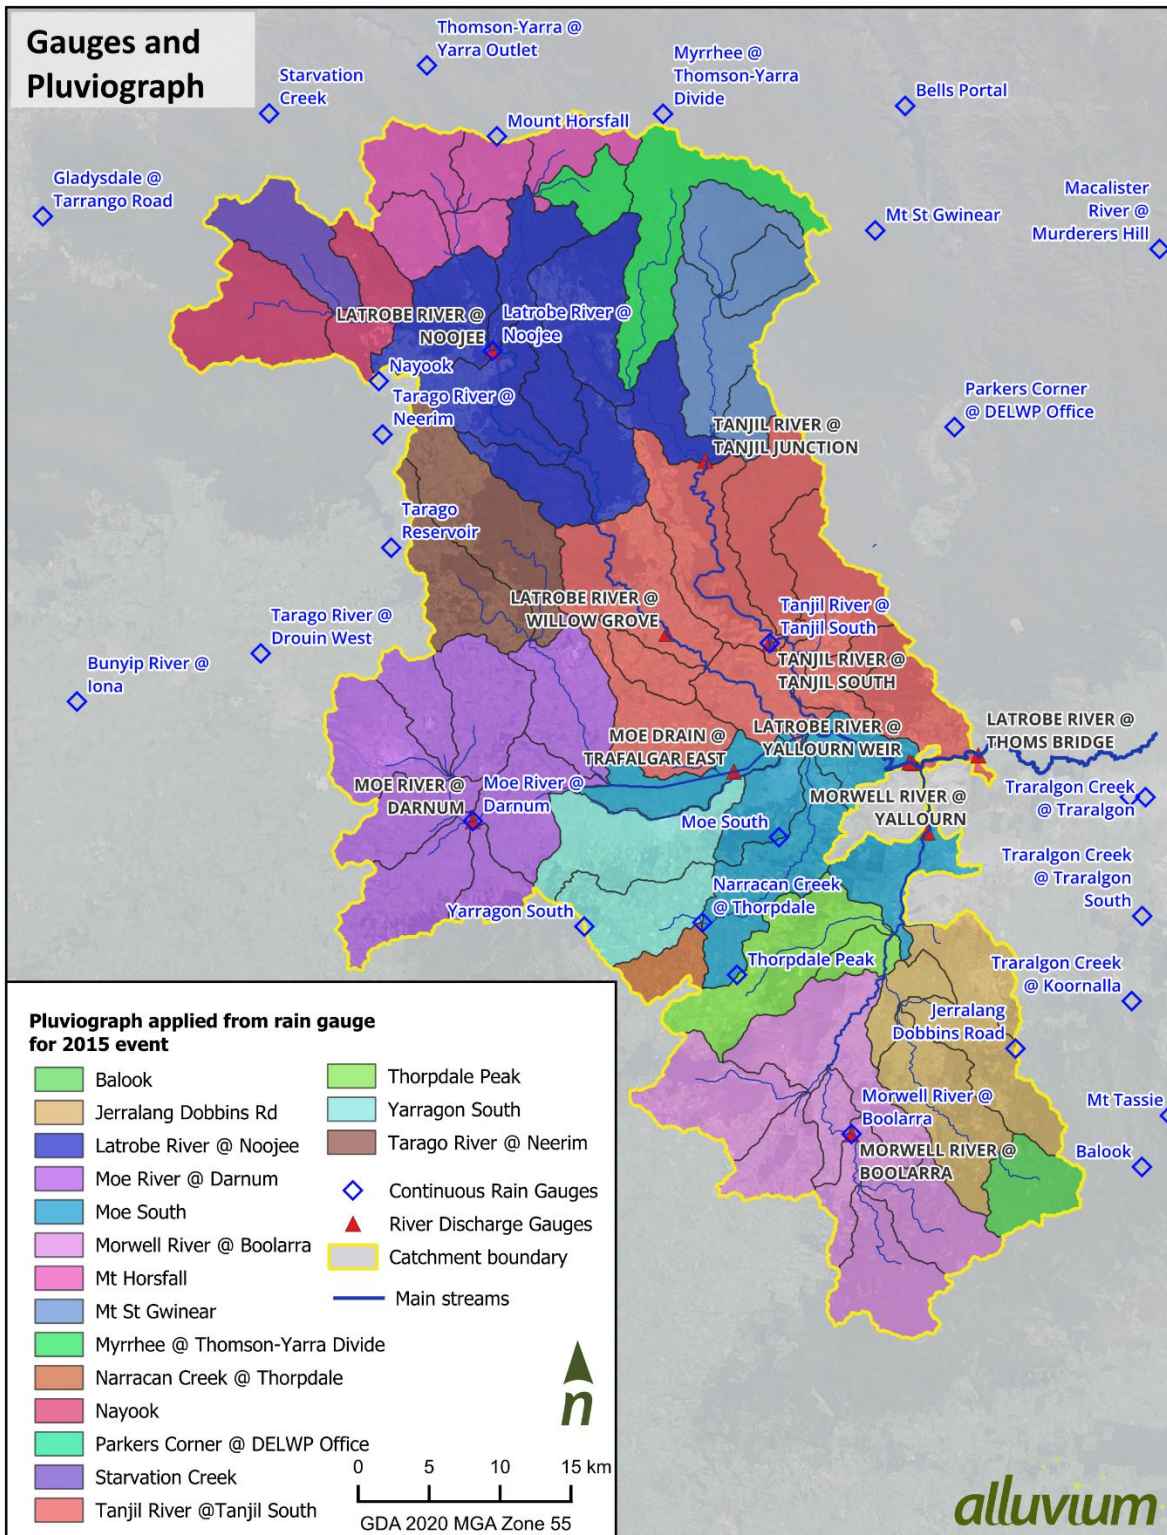 Gauges and
Pluviograph
Thomson-Yarra @
Yarra Outlet
Starvation
Creek
Myrrhee @
Thomson-Yarra
Divide
Bells Portal
Mount Horsfall
Gladysdale @
Tarrango Road
Macalister
River @
Murderers Hill
Mt St Gwinear
LATROBE RIVER @
NOOJEE
Latrobe River @
Noojee
Nayook
Tarago River @
Neerim
Parkers Corner
@ DELWP Office
TANJIL RIVER @
TANJIL JUNCTION
Tarago
Reservoir
LATROBE RIVER @
WILLOW GROVE
Tanjil River @
Tanjil South
TANJIL RIVER @
TANJIL SOUTH
Tarago River @
Drouin West
Bunyip River @
Iona
MOE DRAIN @
TRAFALGAR EAST
LATROBE RIVER @
YALLOURN WEIR
LATROBE RIVER @
THOMS BRIDGE
MOE RIVER @
DARNUM
Moe River @
Darnum
Moe South
MORWELL RIVER @
YALLOURN
Traralgon Creek
@ Traralgon
Traralgon Creek
@ Traralgon
South
Yarragon South
Narracan Creek
@ Thorpdale
Thorpdale Peak
Traralgon Creek
@ Koornalla
Jerralang
Dobbins Road
Morwell River @
Boolarra
MORWELL RIVER @
BOOLARRA
Mt Tassie
Balook
Pluviograph applied from rain gauge
for 2015 event
Balook
Jerralang Dobbins Rd
Latrobe River @ Noojee
Moe River @ Darnum
Moe South
Morwell River @ Boolarra
Mt Horsfall
Mt St Gwinear
Myrrhee @ Thomson-Yarra Divide
Narracan Creek @ Thorpdale
Nayook
Parkers Corner @ DELWP Office
Starvation Creek
Tanjil River @Tanjil South
Thorpdale Peak
Yarragon South
Tarago River @ Neerim
Continuous Rain Gauges
River Discharge Gauges
Catchment boundary
Main streams
n
0 5 10 15 km
GDA 2020 MGA Zone 55
alluvium